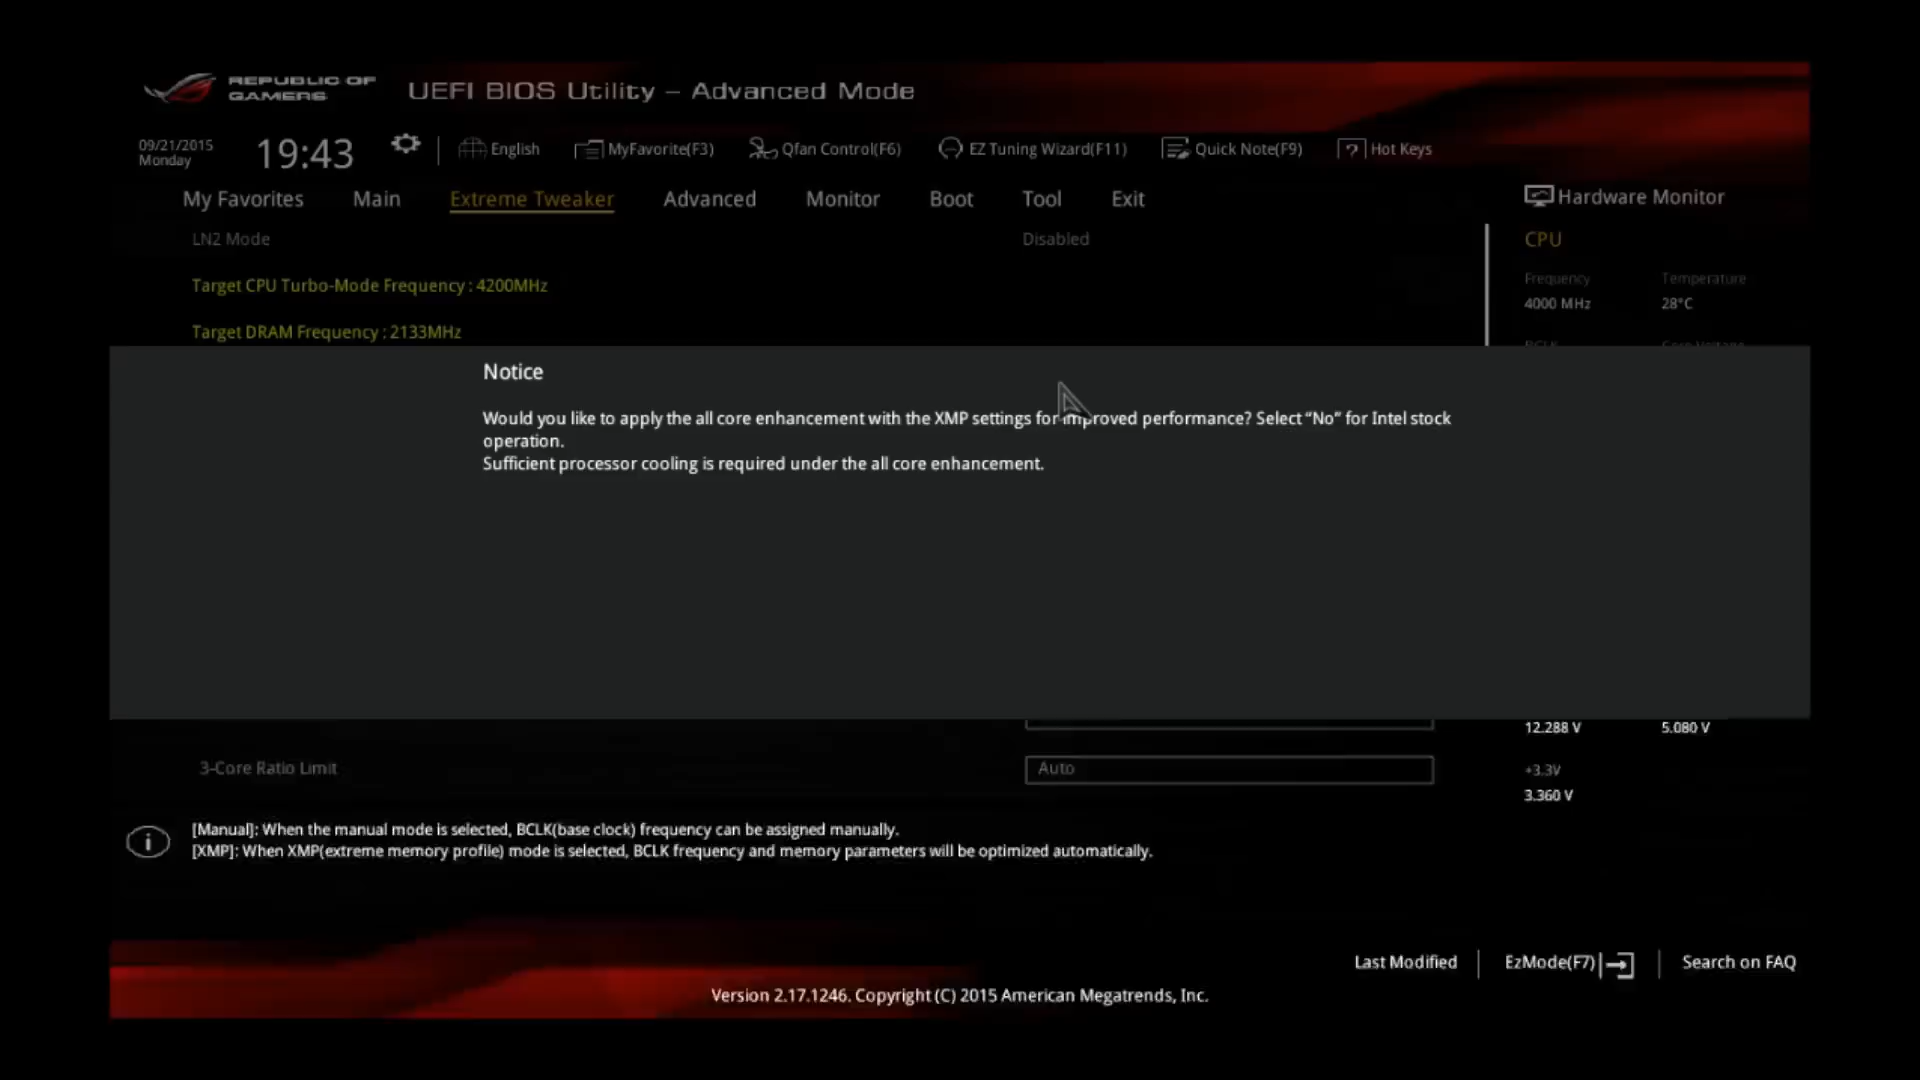 REPUBLIC OF
GAMERS
UEFI BIOS Utility – Advanced Mode
09/21/2015
Monday
19:43
English
MyFavorite(F3)
Qfan Control(F6)
EZ Tuning Wizard(F11)
Quick Note(F9)
? Hot Keys
My Favorites
Main
Extreme Tweaker
Advanced
Monitor
Boot
Tool
Exit
Hardware Monitor
LN2 Mode
Disabled
CPU
Target CPU Turbo-Mode Frequency : 4200MHz
Frequency
Temperature
4000 MHz
28°C
Target DRAM Frequency : 2133MHz
BCLK
Core Voltage
Notice
Would you like to apply the all core enhancement with the XMP settings for improved performance? Select “No” for Intel stock
operation.
Sufficient processor cooling is required under the all core enhancement.
12.288 V
5.080 V
3-Core Ratio Limit
Auto
+3.3V
3.360 V
[Manual]: When the manual mode is selected, BCLK(base clock) frequency can be assigned manually.
[XMP]: When XMP(extreme memory profile) mode is selected, BCLK frequency and memory parameters will be optimized automatically.
Last Modified
EzMode(F7)
Search on FAQ
Version 2.17.1246. Copyright (C) 2015 American Megatrends, Inc.